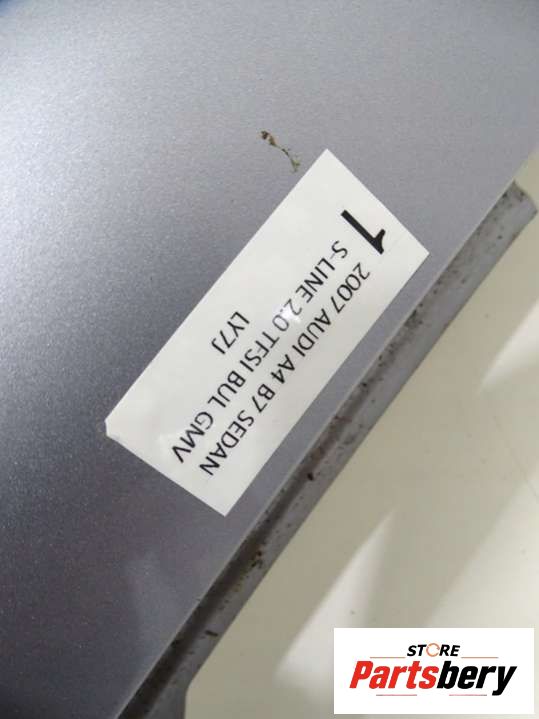 1
2007 AUDI A4 B7 SEDAN
S-LINE 2.0 TFSI BUL GMV
LY7J
STORE
Partsbery